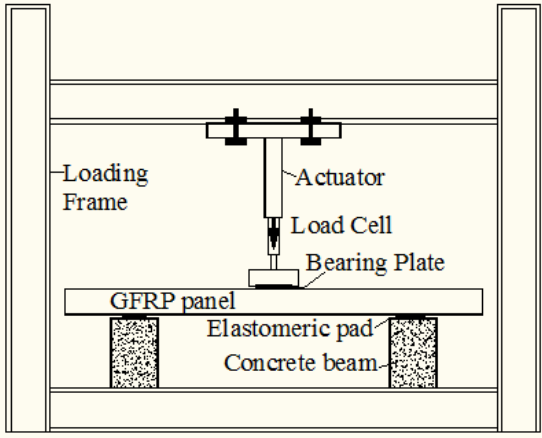 Loading
Frame
Actuator
Load Cell
Bearing Plate
GFRP panel
Elastomeric pad
Concrete beam